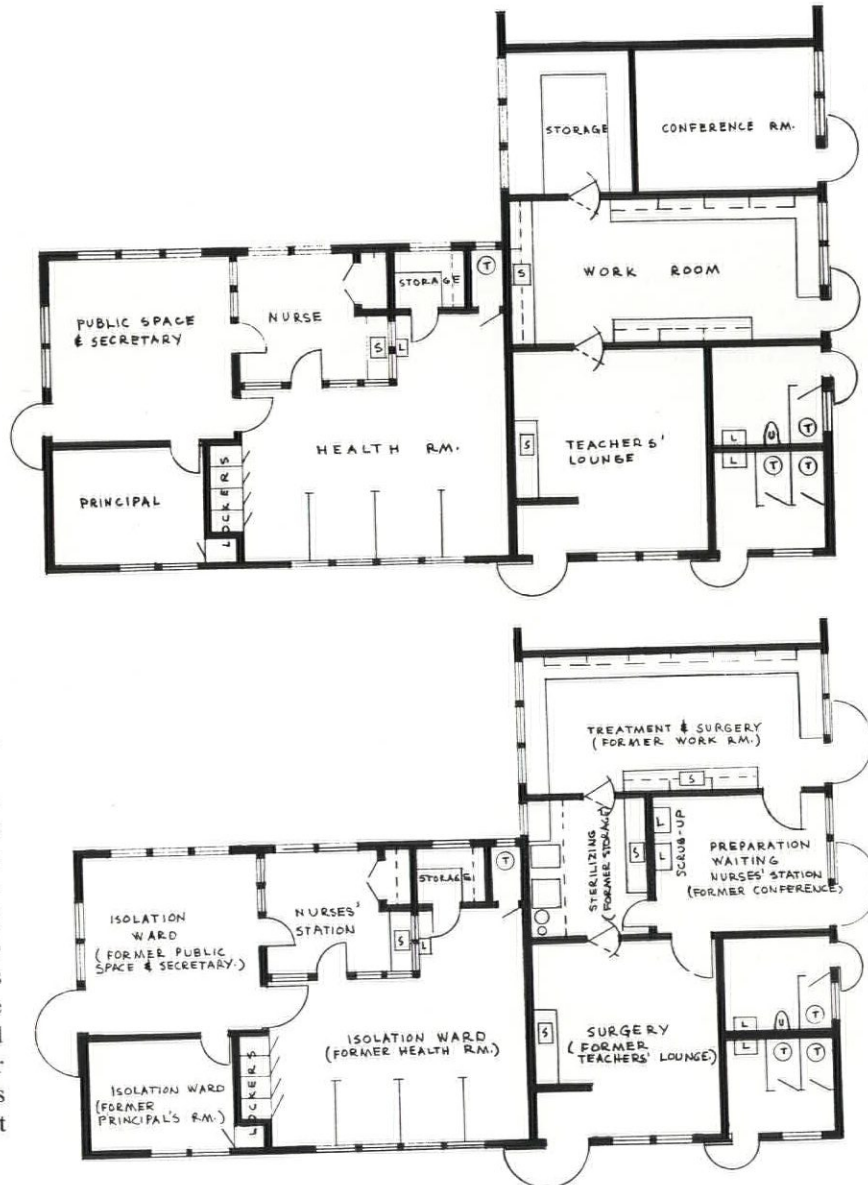 STORAGE
CONFERENCE RM.
WORK ROOM
S
PUBLIC SPACE
& SECRETARY
NURSE
STORAGE
T
S
L
HEALTH RM.
TEACHERS'
LOUNGE
S
L
U
T
L
T
T
PRINCIPAL
LOCKERS
TREATMENT & SURGERY
(FORMER WORK RM.)
S
STERILIZING
(FORMER STORAGE)
S
L
L
SCRUB-UP
PREPARATION
WAITING
NURSES' STATION
(FORMER CONFERENCE)
ISOLATION
WARD
(FORMER PUBLIC
SPACE & SECRETARY.)
NURSES'
STATION
STORAGE
T
S
L
ISOLATION WARD
(FORMER HEALTH RM.)
SURGERY
(FORMER
TEACHERS' LOUNGE.)
S
L
U
T
L
T
T
ISOLATION WARD
(FORMER
PRINCIPAL'S RM.)
LOCKERS
s
t